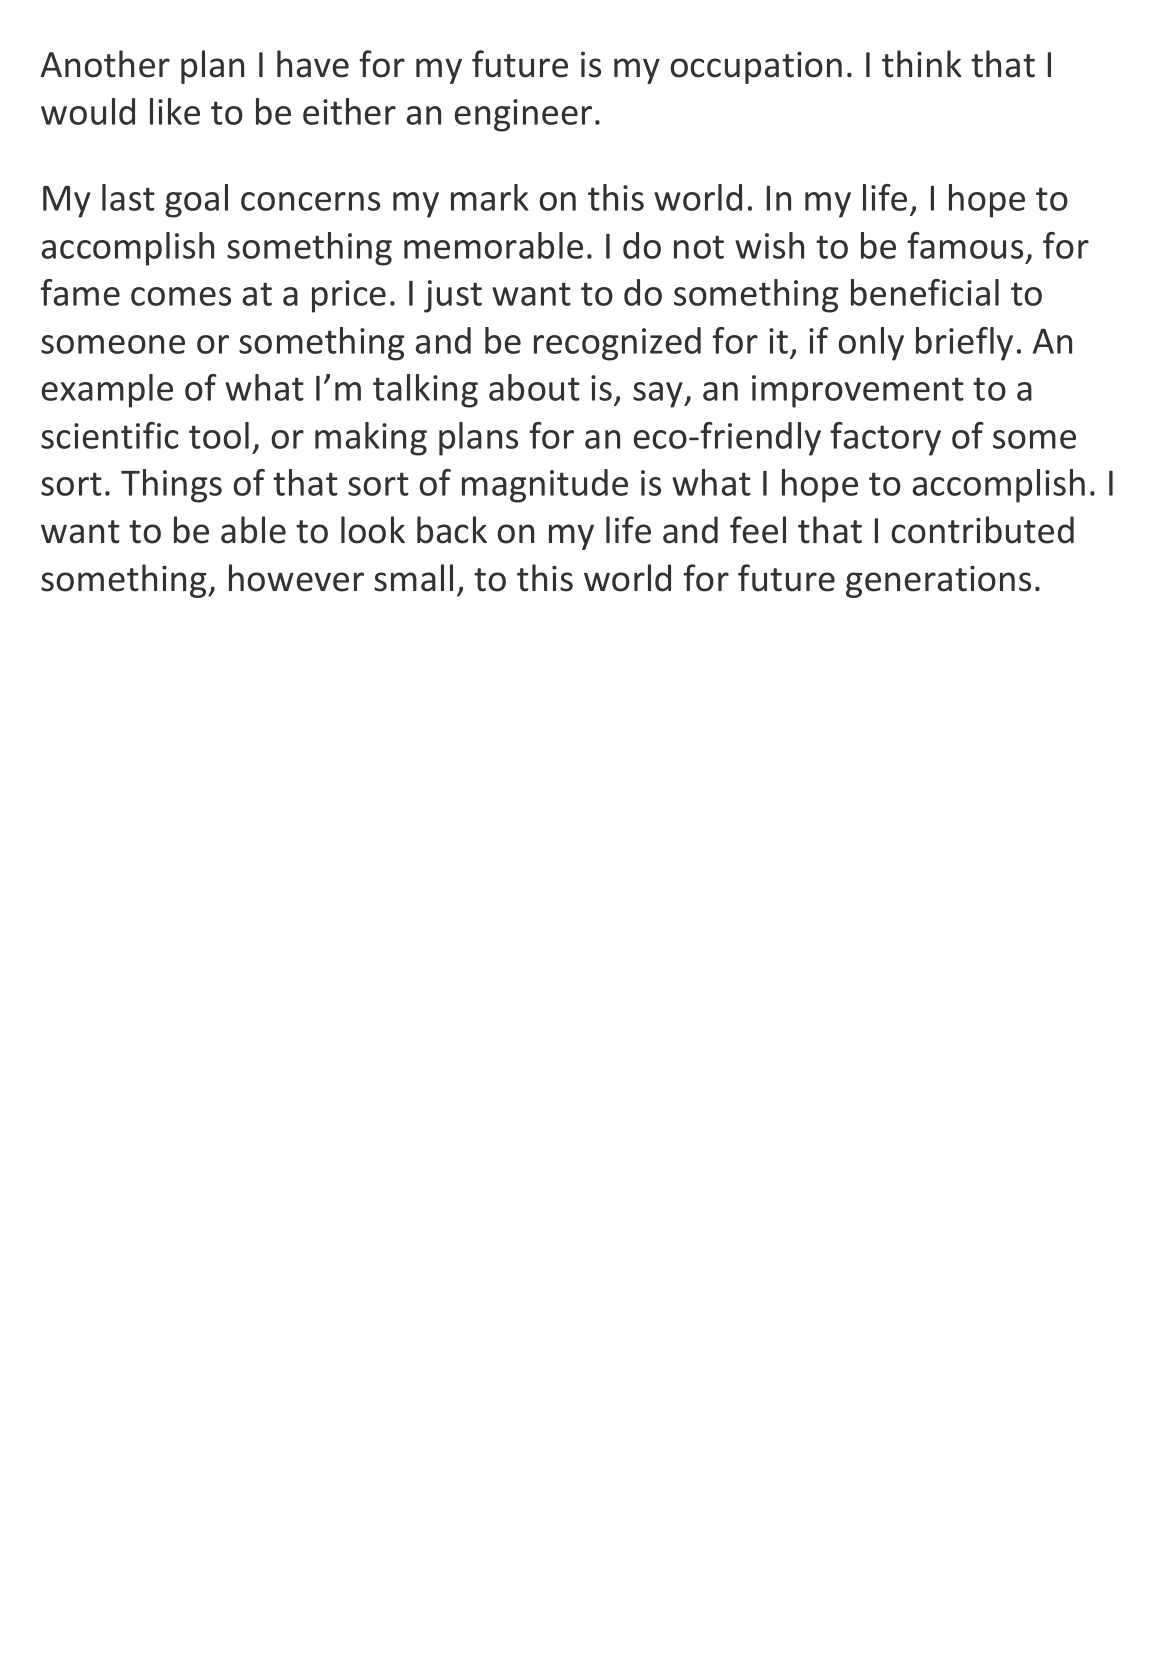 Another plan I have for my future is my occupation. I think that I
would like to be either an engineer.
My last goal concerns my mark on this world. In my life, I hope to
accomplish something memorable. I do not wish to be famous, for
fame comes at a price. I just want to do something beneficial to
someone or something and be recognized for it, if only briefly. An
example of what I’m talking about is, say, an improvement to a
scientific tool, or making plans for an eco-friendly factory of some
sort. Things of that sort of magnitude is what I hope to accomplish. I
want to be able to look back on my life and feel that I contributed
something, however small, to this world for future generations.